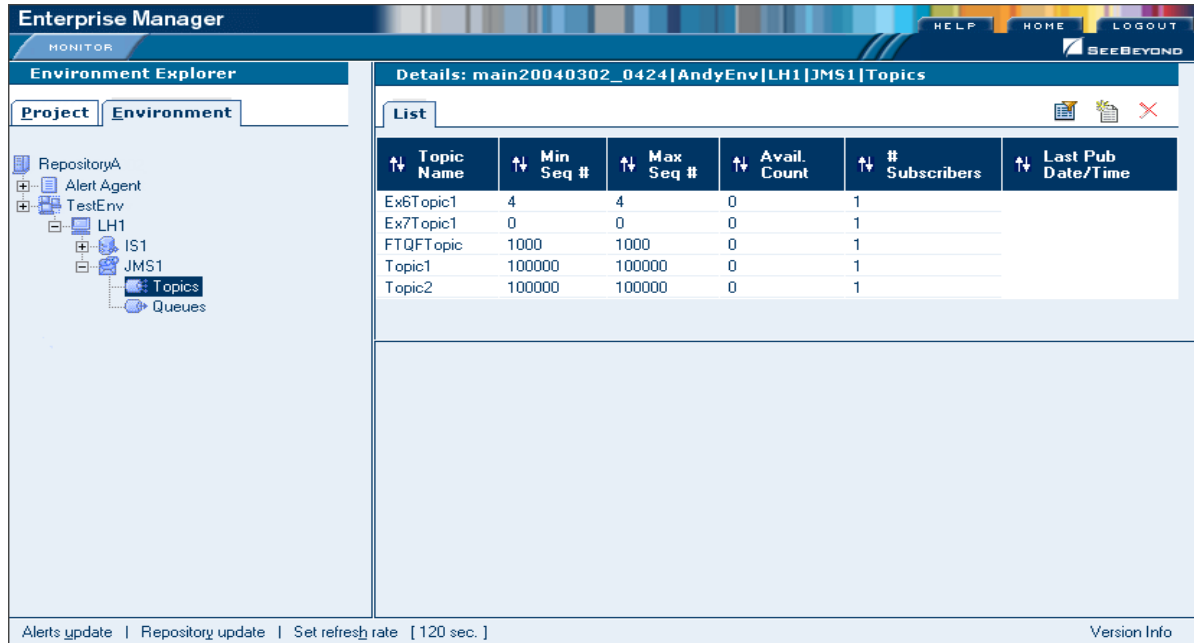 Enterprise Manager
HELP HOME LOGOUT
MONITOR
SEEBEYOND
Environment Explorer
Details: main20040302_0424|AndyEnv|LH1|JMS1|Topics
Project Environment
List
RepositoryA
Alert Agent
TestEnv
LH1
IS1
JMS1
Topics
Queues
Topic Name Min Seq # Max Seq # Avail. Count # Subscribers Last Pub Date/Time
Ex6Topic1 4 4 0 1
Ex7Topic1 0 0 0 1
FTQFTopic 1000 1000 0 1
Topic1 100000 100000 0 1
Topic2 100000 100000 0 1
Alerts update | Repository update | Set refresh rate [ 120 sec. ] Version Info